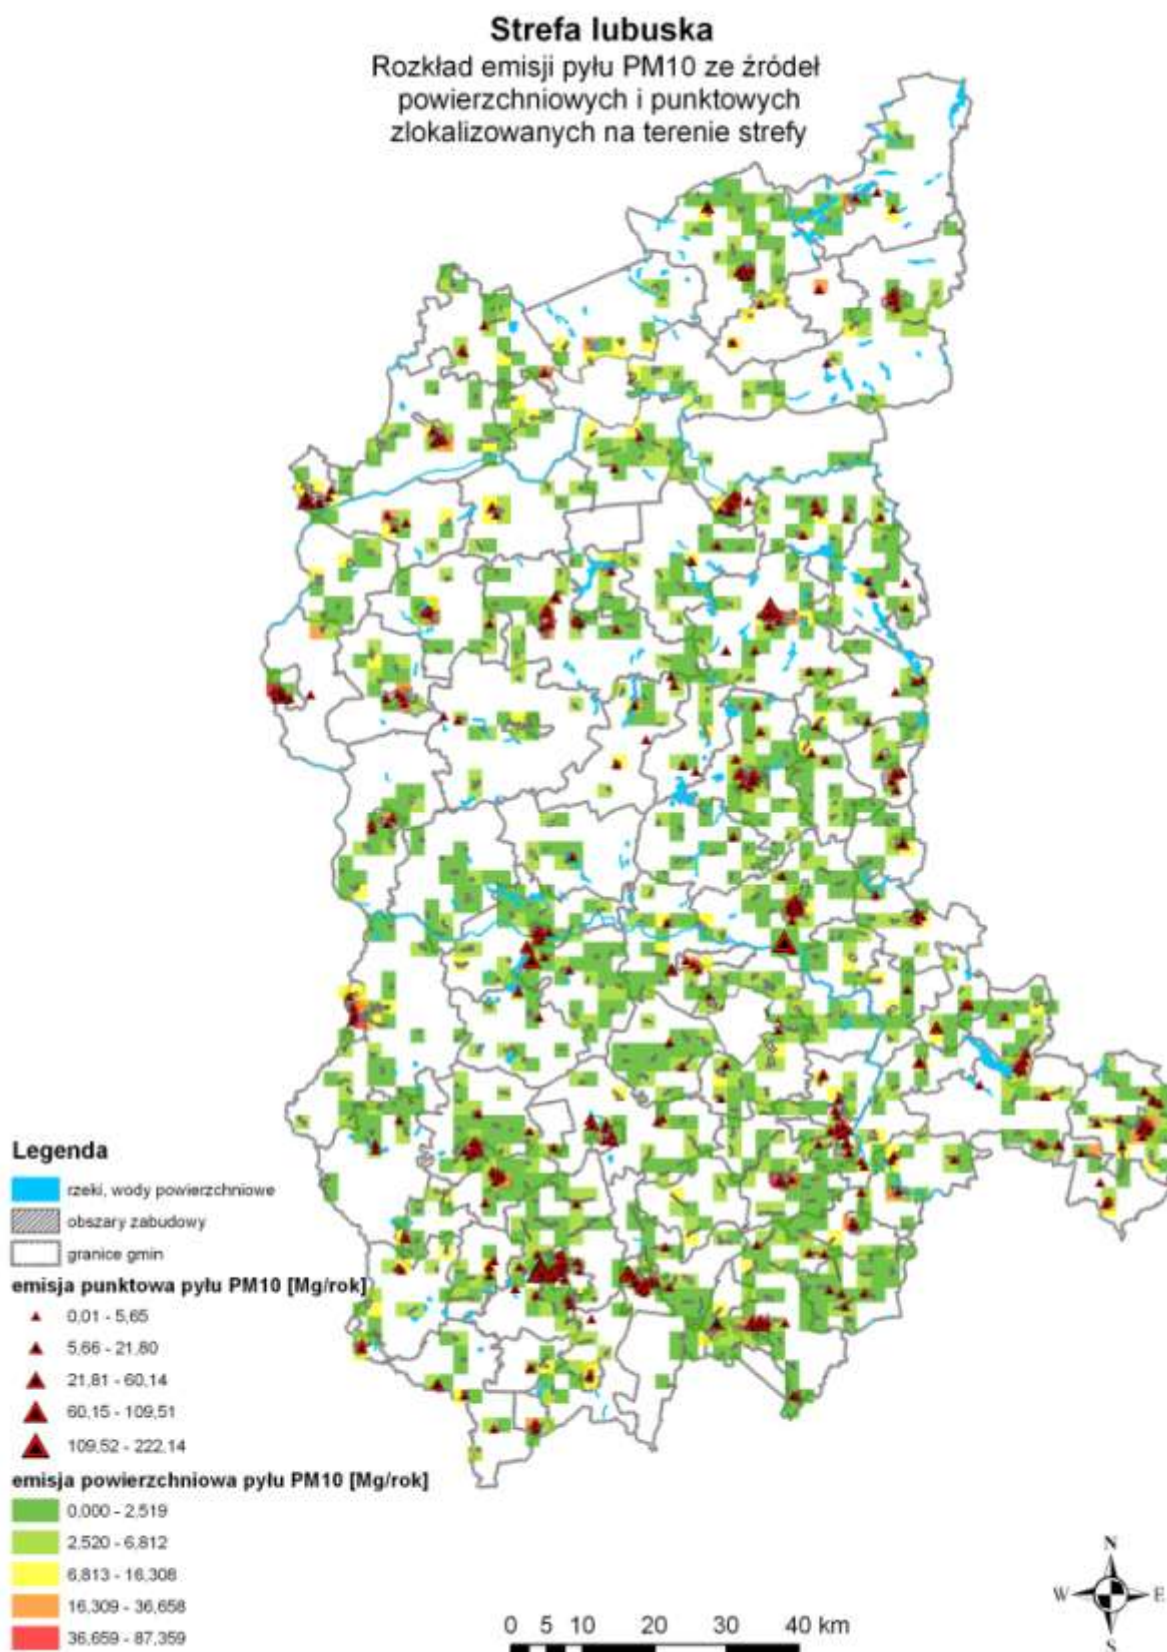 Strefa lubuska
Rozkład emisji pyłu PM10 ze źródeł
powierzchniowych i punktowych
zlokalizowanych na terenie strefy
Legenda
rzeki, wody powierzchniowe
obszary zabudowy
granice gmin
emisja punktowa pyłu PM10 [Mg/rok]
0,01 - 5,65
5,66 - 21,80
21,81 - 60,14
60,15 - 109,51
109,52 - 222,14
emisja powierzchniowa pyłu PM10 [Mg/rok]
0,000 - 2,519
2,520 - 6,812
6,813 - 16,308
16,309 - 36,658
36,659 - 87,359
0 5 10 20 30 40 km
N
W E
S